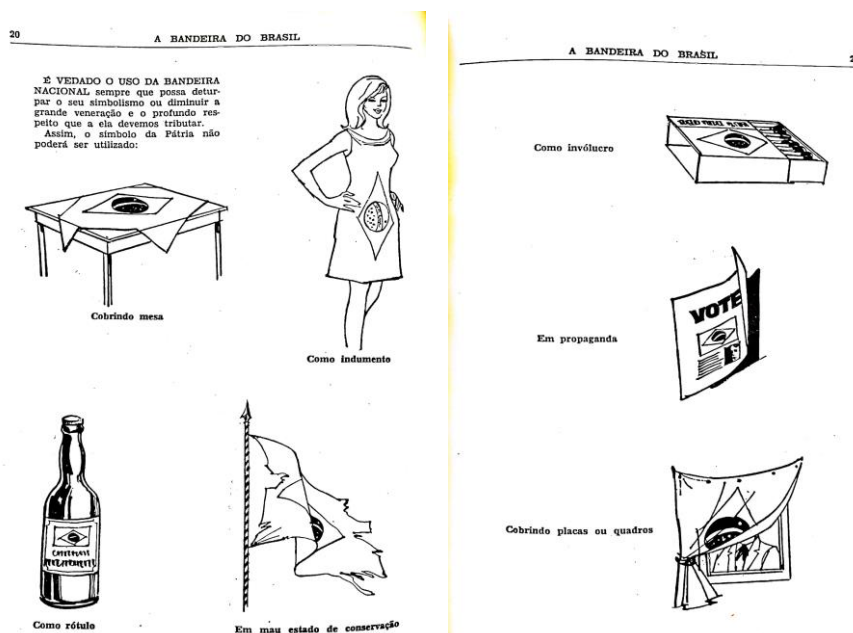 20
A BANDEIRA DO BRASIL
É VEDADO O USO DA BANDEIRA
NACIONAL sempre que possa detur-
par o seu simbolismo ou diminuir a
grande veneração e o profundo res-
peito que a ela devemos tributar.
Assim, o símbolo da Pátria não
poderá ser utilizado:
Cobrindo mesa
Como indumento
Como rótulo
Em mau estado de conservação
A BANDEIRA DO BRASIL
2
Como invólucro
Em propaganda
VOTE
Cobrindo placas ou quadros